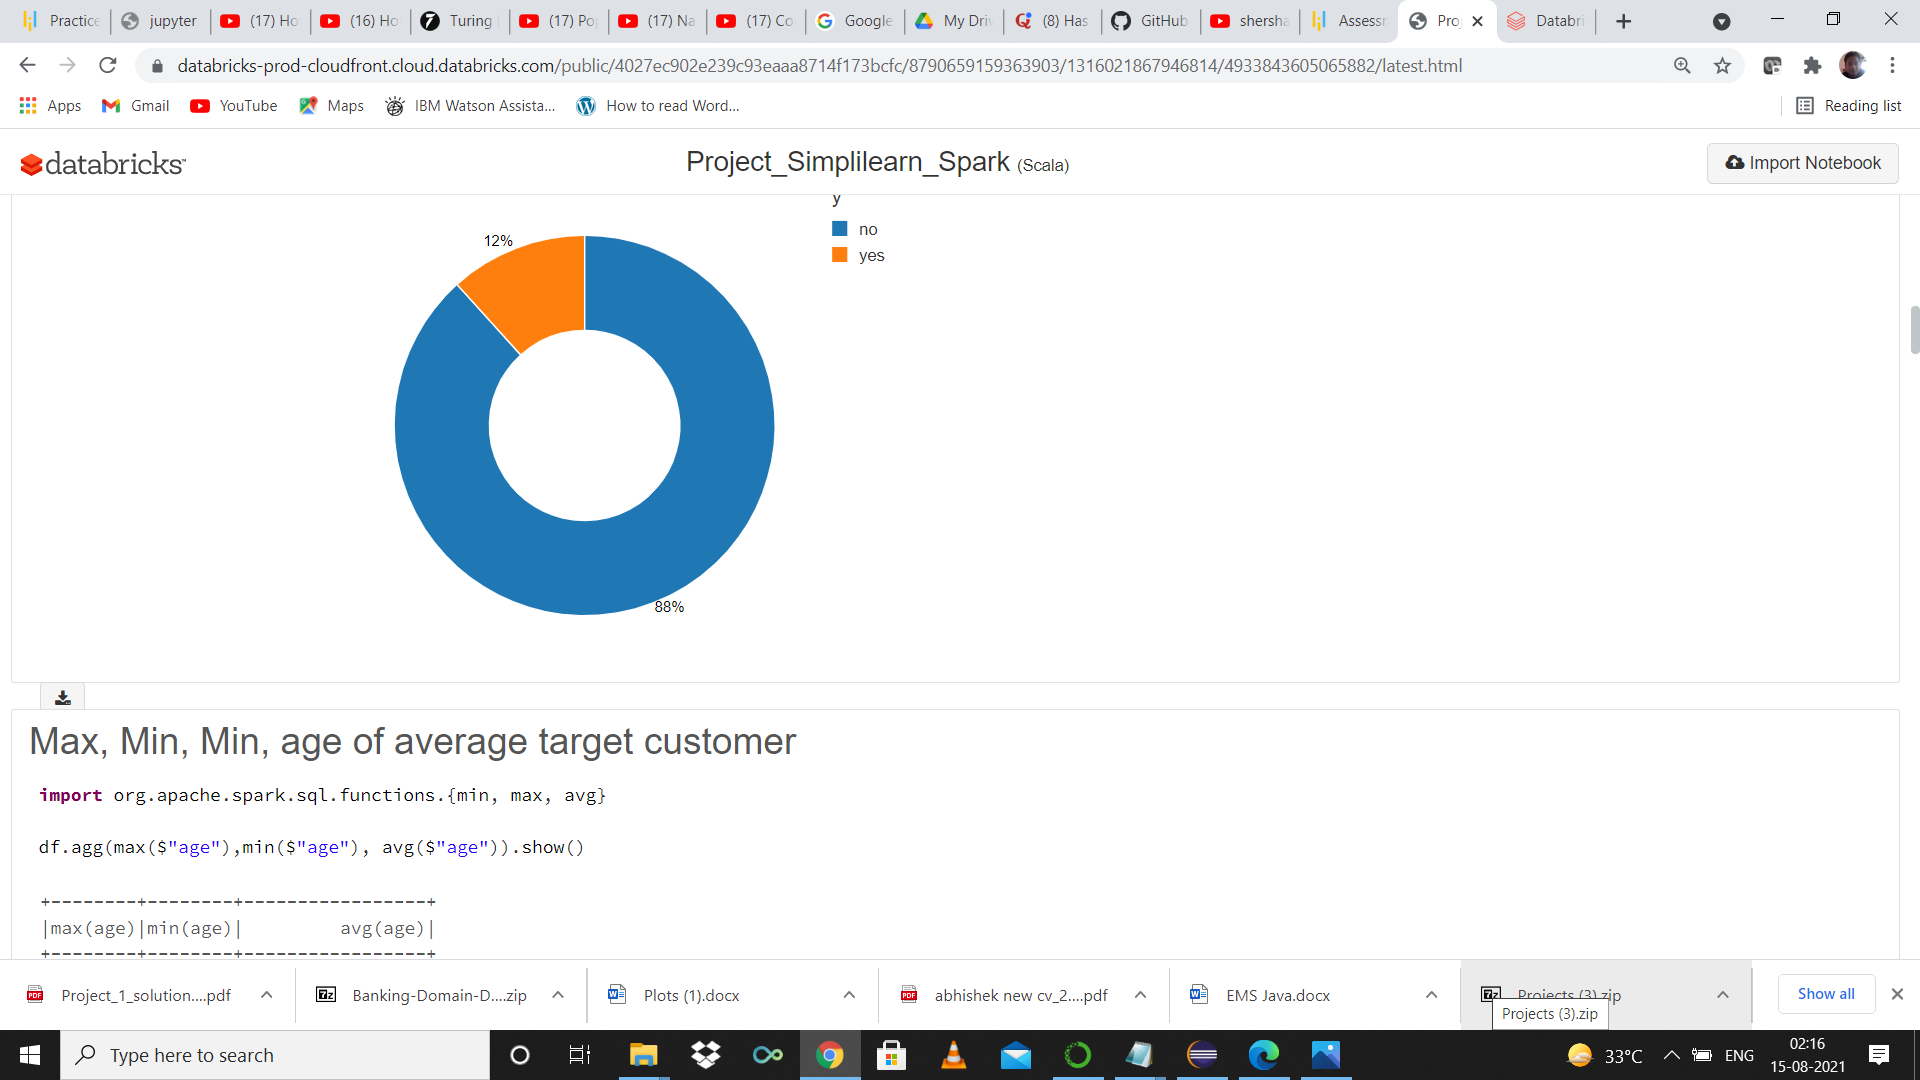 Practice
jupyter
(17) Ho
(16) Ho
Turing
(17) Po
(17) Na
(17) Co
Google
My Dri
(8) Has
GitHub
shersha
Assessm
Pro
Databri
databricks-prod-cloudfront.cloud.databricks.com/public/4027ec902e239c93eaaa8714f173bcfc/8790659159363903/1316021867946814/4933843605065882/latest.html
Apps
Gmail
YouTube
Maps
IBM Watson Assista...
How to read Word...
Reading list
databricks
Project_Simplilearn_Spark (Scala)
Import Notebook
y
no
yes
12%
88%
Max, Min, Min, age of average target customer
import org.apache.spark.sql.functions.{min, max, avg}
df.agg(max($"age"),min($"age"), avg($"age")).show()
+--------+--------+-----------------+
|max(age)|min(age)|         avg(age)|
+--------+--------+-----------------+
Project_1_solution....pdf
Banking-Domain-D....zip
Plots (1).docx
abhishek new cv_2....pdf
EMS Java.docx
Projects (3).zip
Show all
Projects (3).zip
Type here to search
33°C
ENG
02:16
15-08-2021